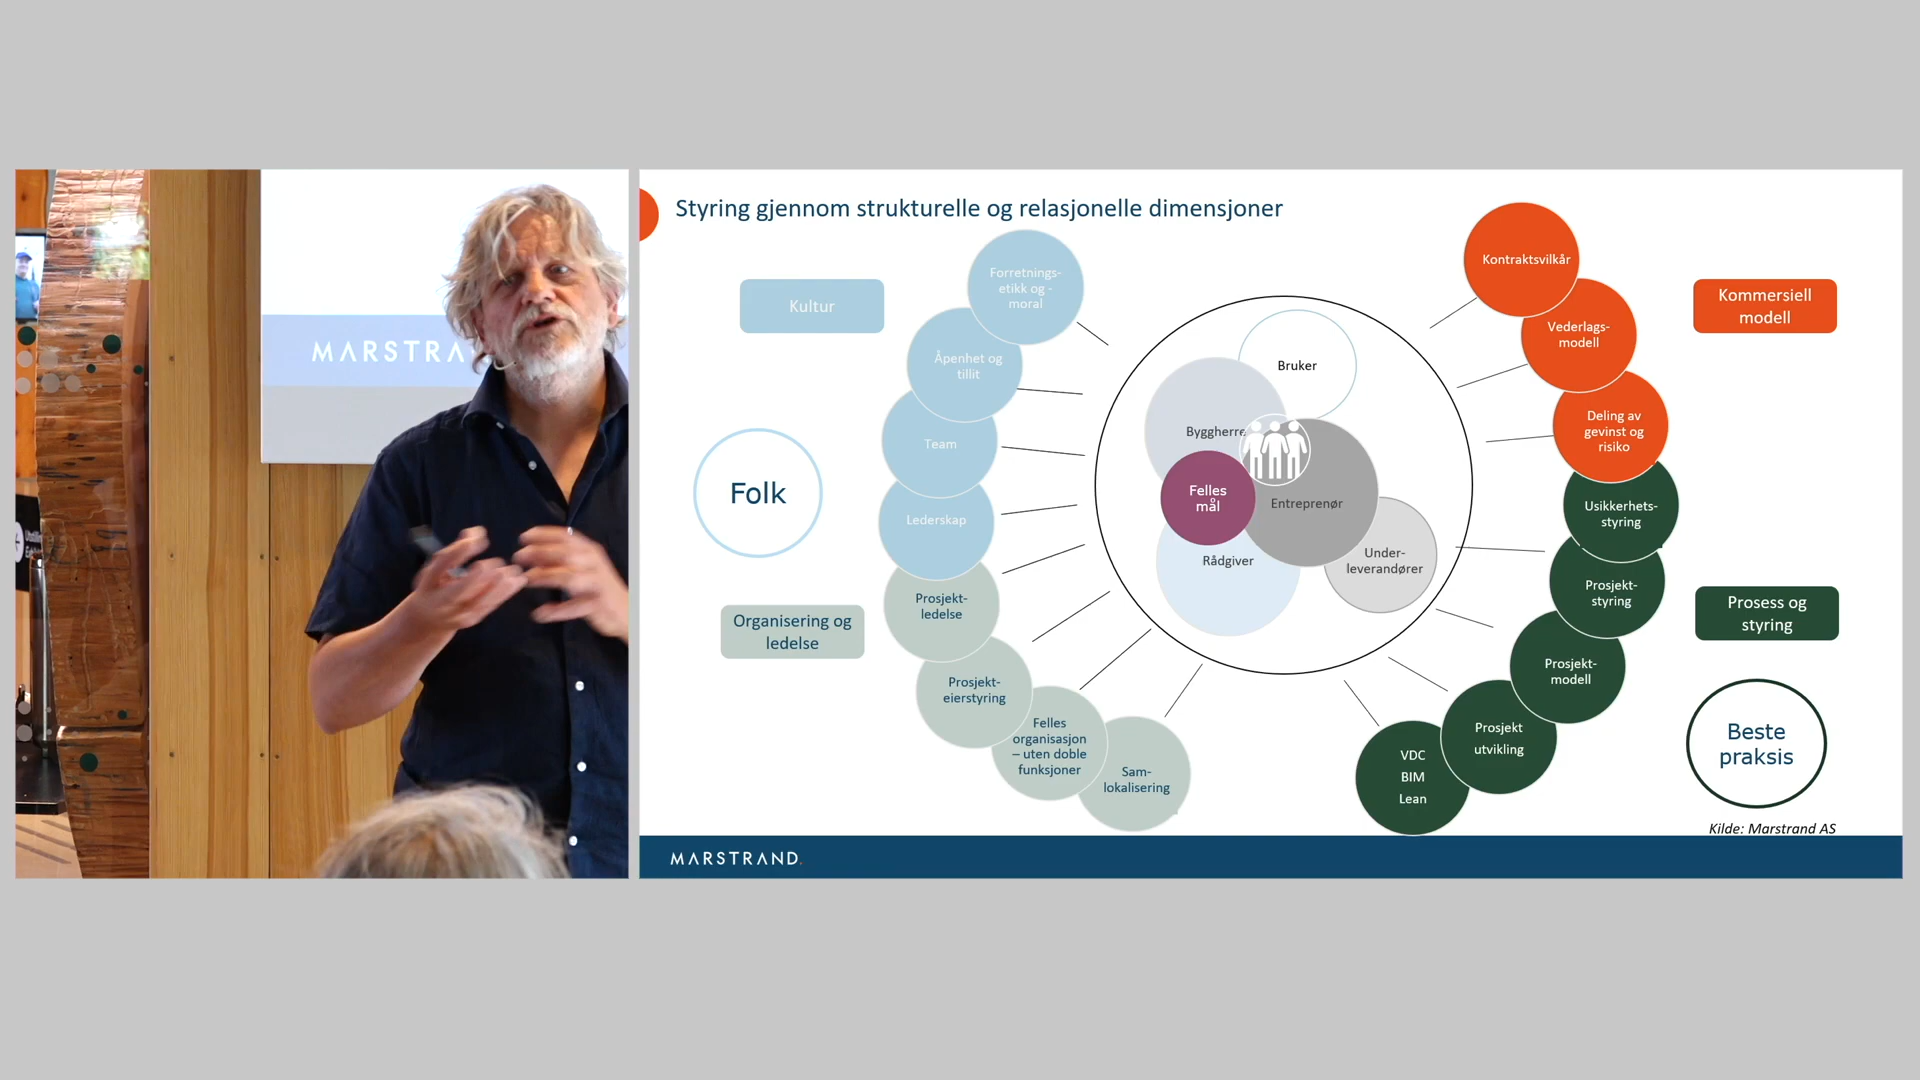 MARSTRA
Styring gjennom strukturelle og relasjonelle dimensjoner
Kultur
Folk
Organisering og
ledelse
Forretnings-
etikk og -
moral
Åpenhet og
tillit
Team
Lederskap
Prosjekt-
ledelse
Prosjekt-
eierstyring
Felles
organisasjon
– uten doble
funksjoner
Sam-
lokalisering
Bruker
Byggherre
Felles
mål
Entreprenør
Rådgiver
Under-
leverandører
Kontraktsvilkår
Vederlags-
modell
Deling av
gevinst og
risiko
Usikkerhets-
styring
Prosjekt-
styring
Prosjekt-
modell
Prosjekt
utvikling
VDC
BIM
Lean
Kommersiell
modell
Prosess og
styring
Beste
praksis
Kilde: Marstrand AS
MARSTRAND.